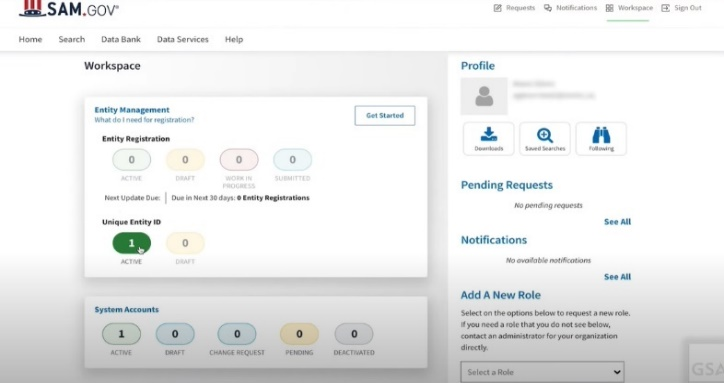 SAM.GOV®
Requests Notifications Workspace Sign Out
Home Search Data Bank Data Services Help
Workspace
Entity Management
What do I need for registration?
Get Started
Entity Registration
0 0 0 0
ACTIVE DRAFT WORK IN PROGRESS SUBMITTED
Next Update Due: Due in Next 30 days: 0 Entity Registrations
Unique Entity ID
1 0
ACTIVE DRAFT
System Accounts
1 0 0 0 0
ACTIVE DRAFT CHANGE REQUEST PENDING DEACTIVATED
Profile
Downloads Saved Searches Following
Pending Requests
No pending requests
See All
Notifications
No available notifications
See All
Add A New Role
Select on the options below to request a new role.
If you need a role that you do not see below,
contact an administrator for your organization
directly.
Select a Role
GSA